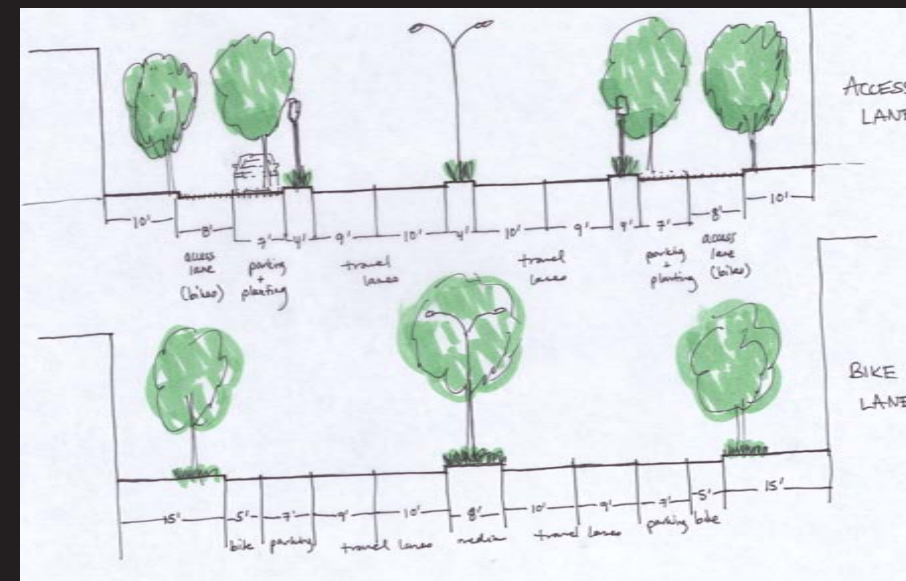 ACCESS
LANE
10' 8' 7' 4' 9' 10' 4' 10' 9' 4' 7' 8' 10'
access
lane
(bikes)
parking
+
planting
travel
lanes
travel
lanes
parking
+
planting
access
lane
(bikes)
BIKE
LANE
15' 5' 7' 9' 10' 8' 10' 9' 7' 5' 15'
bike parking travel lanes median travel lanes parking bike